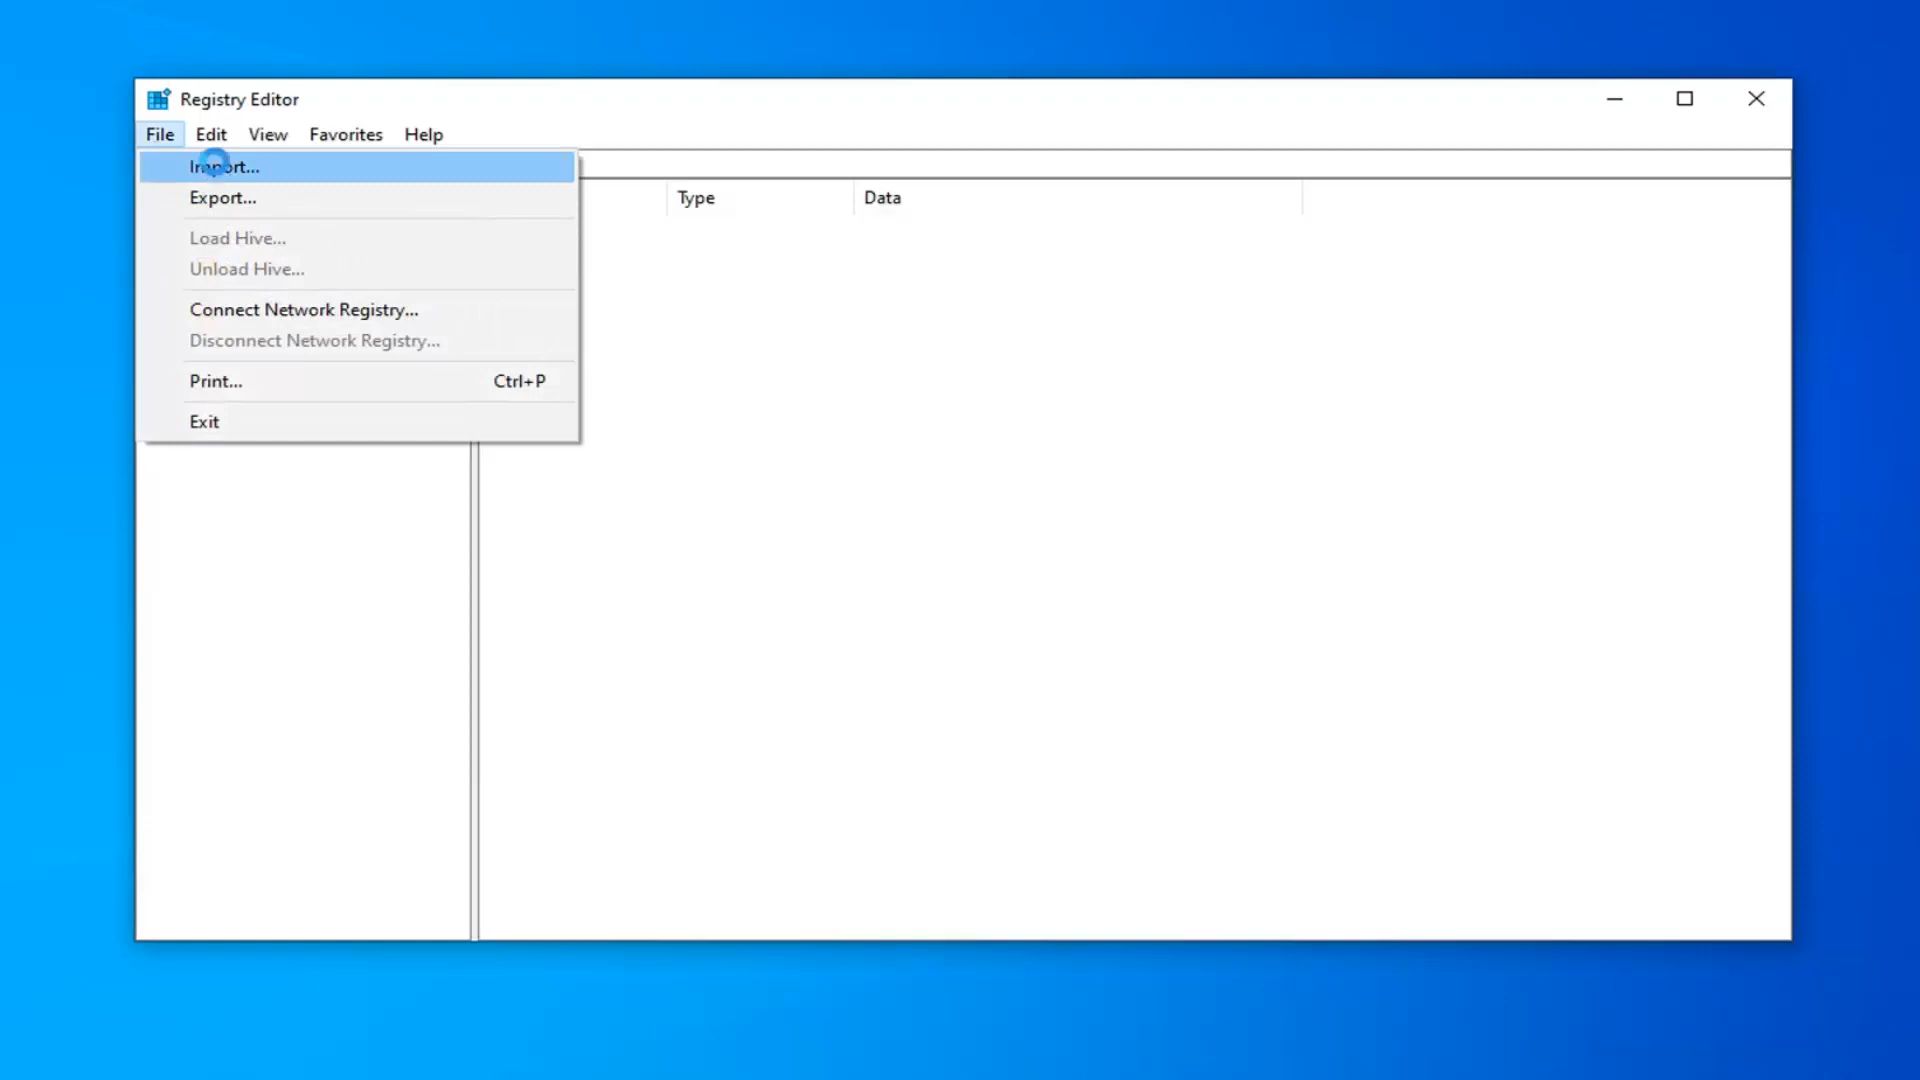 Registry Editor
File Edit View Favorites Help
Import...
Export...
Type Data
Load Hive...
Unload Hive...
Connect Network Registry...
Disconnect Network Registry...
Print... Ctrl+P
Exit